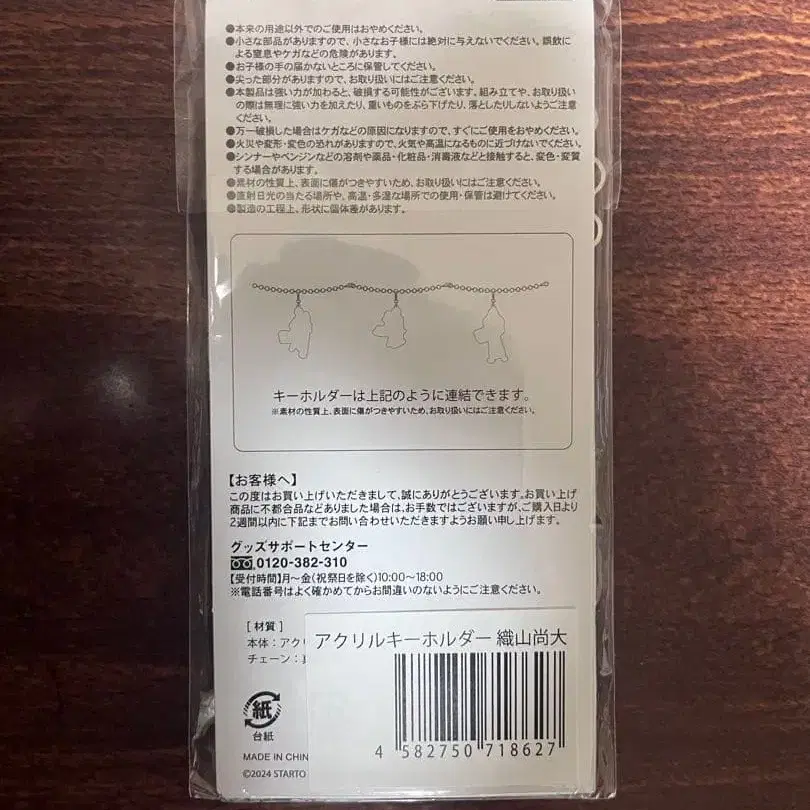 ●本来の用途以外でのご使用はおやめください。
●小さな部品がありますので、小さなお子様には絶対に与えないでください。誤飲に
よる窒息やケガなどの危険があります。
●お子様の手の届かないところに保管してください。
●尖った部分がありますので、お取り扱いにはご注意ください。
●本製品は強い力が加わると、破損する可能性がございます。組み立てや、お取り扱い
の際は無理に強い力を加えたり、重いものをぶら下げたり、落としたりしないようご注意
ください。
●万一破損した場合はケガなどの原因になりますので、すぐにご使用をおやめください。
●火災や変形・変色の恐れがありますので、火気や高温になるものに近づけないでください。
●シンナーやベンジンなどの溶剤や薬品・化粧品・消毒液などと接触すると、変色・変質
する場合があります。
●素材の性質上、表面に傷がつきやすいため、お取り扱いにはご注意ください。
●直射日光の当たる場所や、高温・多湿な場所での使用・保管は避けてください。
●製造の工程上、形状に個体差があります。
キーホルダーは上記のように連結できます。
※素材の性質上、表面に傷がつきやすいため、お取り扱いにはご注意ください。
【お客様へ】
この度はお買い上げいただきまして、誠にありがとうございます。お買い上げ
商品に不都合品などありました場合は、お手数ではございますが、ご購入日より
2週間以内に下記までお問い合わせいただきますようお願い申し上げます。
グッズサポートセンター
0120-382-310
【受付時間】月〜金(祝祭日を除く)10:00〜18:00
※電話番号はよく確かめてからお間違いのないようにご注意ください。
[ 材質 ]
本体：アクリ
チェーン：
アクリルキーホルダー 織山尚大
4 582750 718627
紙
台紙
MADE IN CHIN
©2024 STARTO